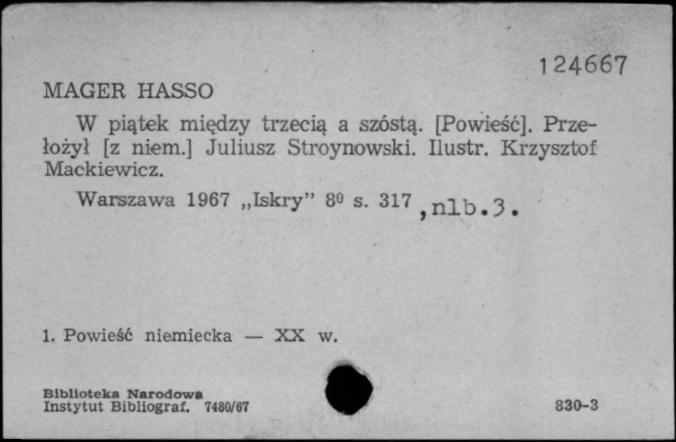 124667
MAGER HASSO
W piątek między trzecią a szóstą. [Powieść]. Prze-
łożył [z niem.] Juliusz Stroynowski. Ilustr. Krzysztof
Mackiewicz.
Warszawa 1967 „Iskry” 8⁰ s. 317 , nlb.3.
1. Powieść niemiecka — XX w.
Biblioteka Narodowa
Instytut Bibliograf. 7480/67 830-3